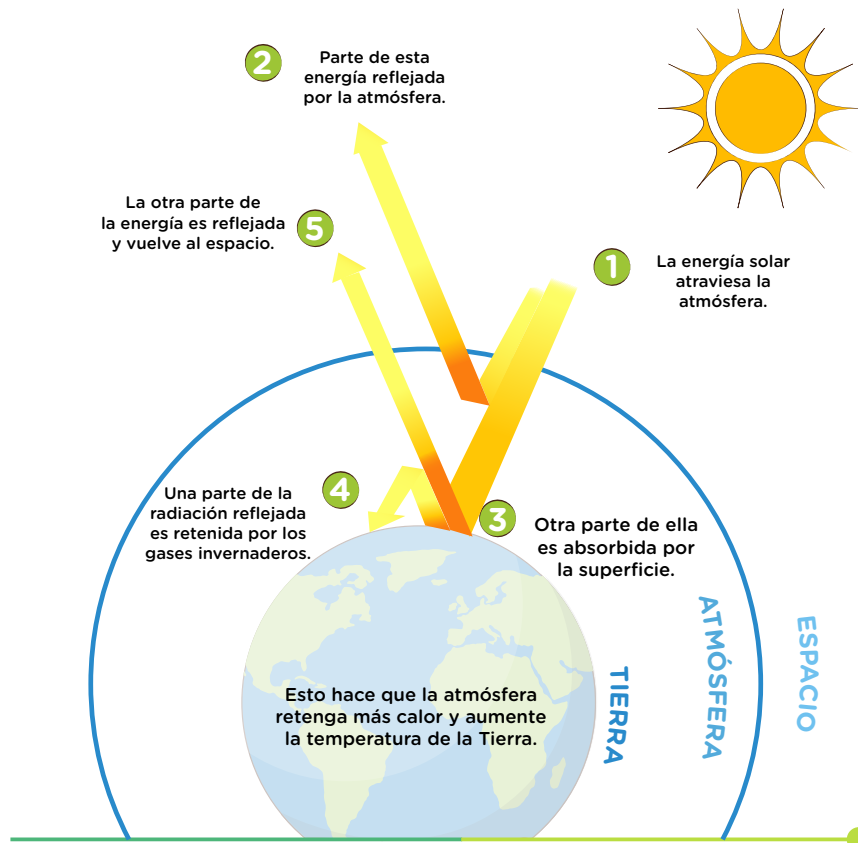 1
La energía solar
atraviesa la
atmósfera.
2
Parte de esta
energía reflejada
por la atmósfera.
3
Otra parte de ella
es absorbida por
la superficie.
4
Una parte de la
radiación reflejada
es retenida por los
gases invernaderos.
5
La otra parte de
la energía es reflejada
y vuelve al espacio.
Esto hace que la atmósfera
retenga más calor y aumente
la temperatura de la Tierra.
TIERRA
ATMÓSFERA
ESPACIO